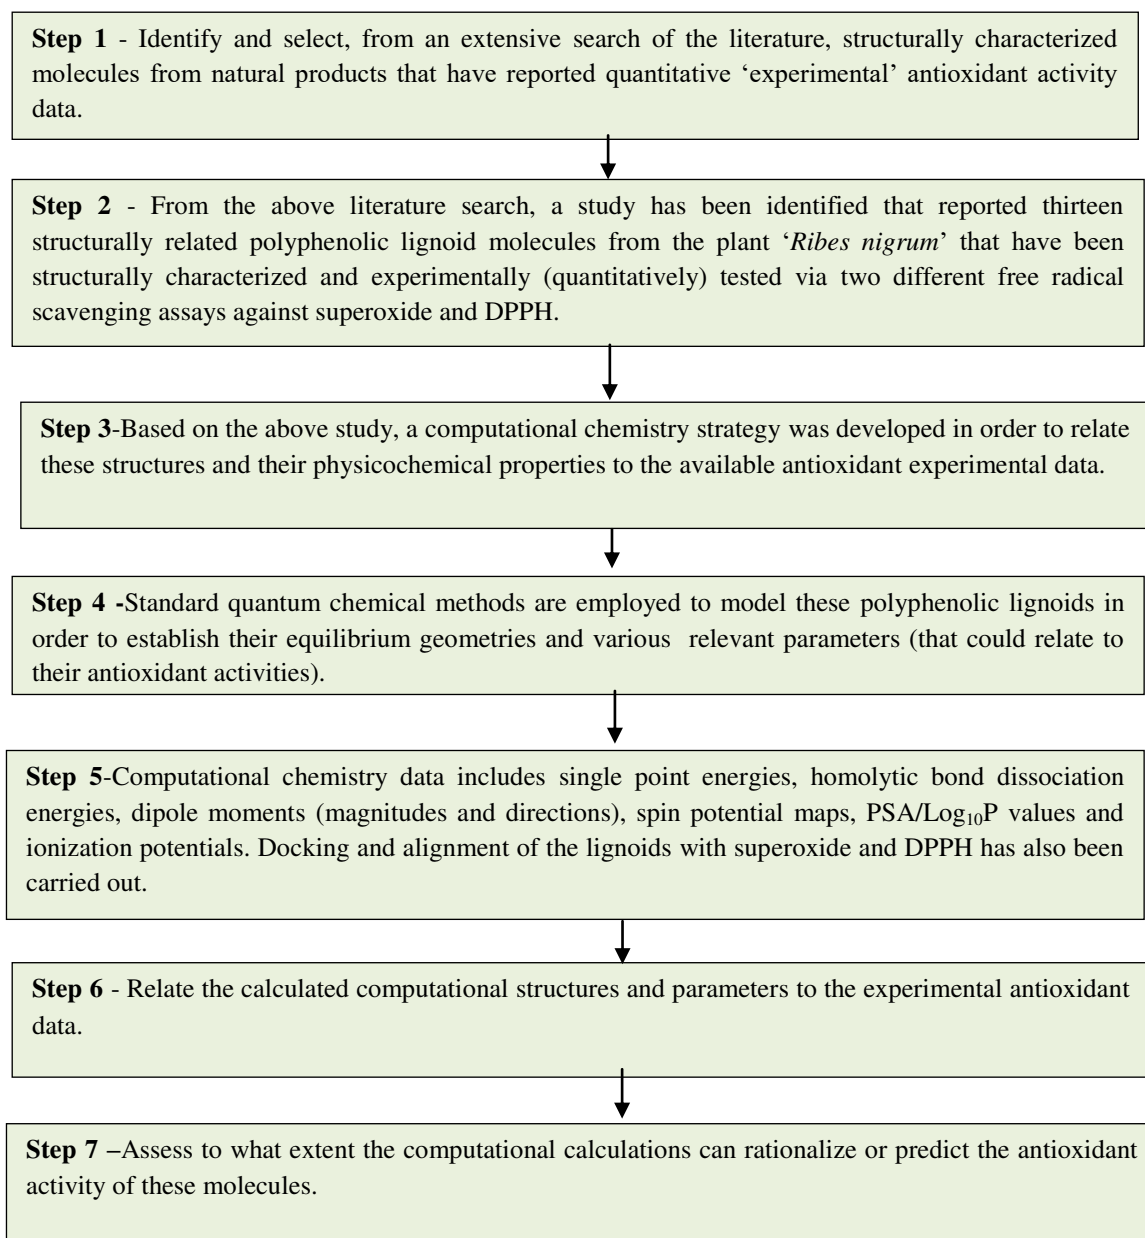 Step 1 - Identify and select, from an extensive search of the literature, structurally characterized
molecules from natural products that have reported quantitative ‘experimental’ antioxidant activity
data.
Step 2 - From the above literature search, a study has been identified that reported thirteen
structurally related polyphenolic lignoid molecules from the plant ‘Ribes nigrum’ that have been
structurally characterized and experimentally (quantitatively) tested via two different free radical
scavenging assays against superoxide and DPPH.
Step 3-Based on the above study, a computational chemistry strategy was developed in order to relate
these structures and their physicochemical properties to the available antioxidant experimental data.
Step 4 -Standard quantum chemical methods are employed to model these polyphenolic lignoids in
order to establish their equilibrium geometries and various relevant parameters (that could relate to
their antioxidant activities).
Step 5-Computational chemistry data includes single point energies, homolytic bond dissociation
energies, dipole moments (magnitudes and directions), spin potential maps, PSA/Log₁₀P values and
ionization potentials. Docking and alignment of the lignoids with superoxide and DPPH has also been
carried out.
Step 6 - Relate the calculated computational structures and parameters to the experimental antioxidant
data.
Step 7 –Assess to what extent the computational calculations can rationalize or predict the antioxidant
activity of these molecules.